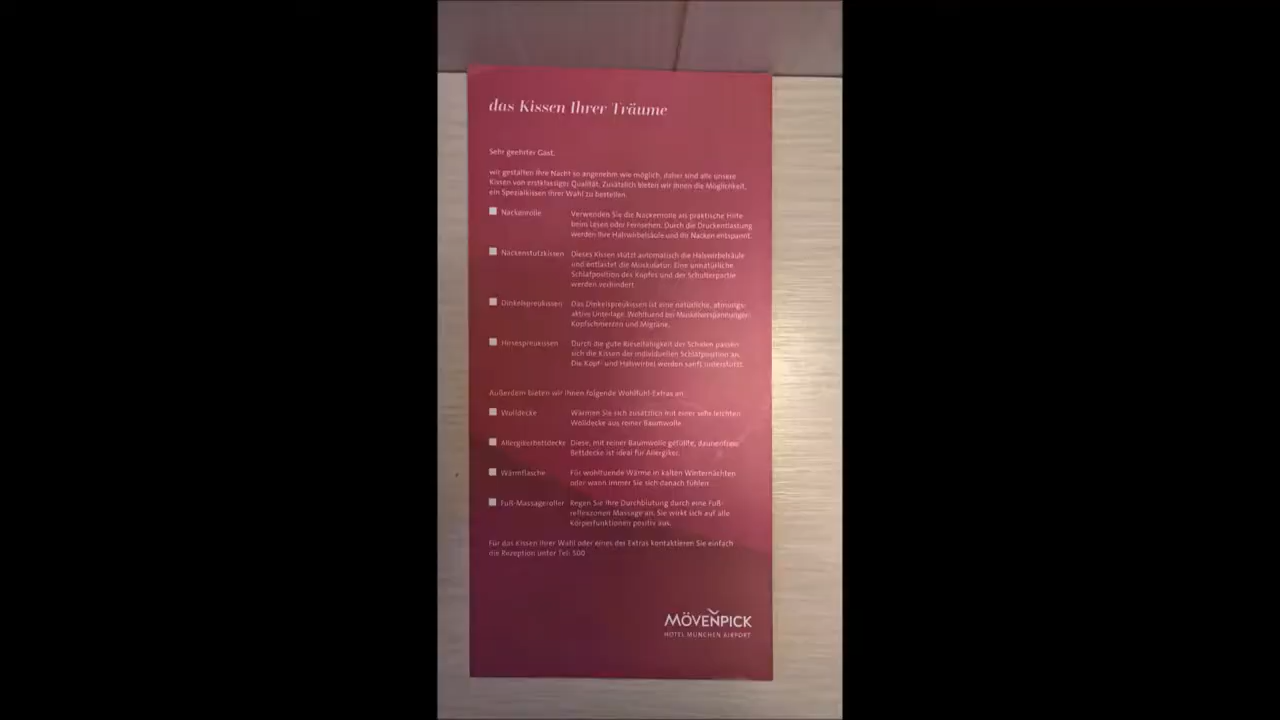 das Kissen Ihrer Träume
Sehr geehrter Gast,
wir gestalten Ihre Nacht so angenehm wie möglich, daher sind alle unsere
Kissen von erstklassiger Qualität. Zusätzlich bieten wir Ihnen die Möglichkeit,
ein Spezialkissen Ihrer Wahl zu bestellen.
Nackenrolle Verwenden Sie die Nackenrolle als praktische Hilfe
beim Lesen oder Fernsehen. Durch die Druckentlastung
werden Ihre Halswirbelsäule und Ihr Nacken entspannt.
Nackenstützkissen Dieses Kissen stützt automatisch die Halswirbelsäule
und entlastet die Muskulatur. Eine unnatürliche
Schlafposition des Kopfes und der Schulterpartie
werden verhindert.
Dinkelspreukissen Das Dinkelspreukissen ist eine natürliche, atmungs-
aktive Unterlage. Wohltuend bei Muskelverspannungen,
Kopfschmerzen und Migräne.
Hirsespreukissen Durch die gute Rieselfähigkeit der Schalen passen
sich die Kissen der individuellen Schlafposition an.
Die Kopf- und Halswirbel werden sanft unterstützt.
Außerdem bieten wir Ihnen folgende Wohlfühl-Extras an:
Wolldecke Wärmen Sie sich zusätzlich mit einer sehr leichten
Wolldecke aus reiner Baumwolle.
Allergikerbettdecke Diese, mit reiner Baumwolle gefüllte, daunenfreie
Bettdecke ist ideal für Allergiker.
Wärmflasche Für wohltuende Wärme in kalten Winternächten
oder wann immer Sie sich danach fühlen.
Fuß-Massageroller Regen Sie Ihre Durchblutung durch eine Fuß-
reflexzonen Massage an. Sie wirkt sich auf alle
Körperfunktionen positiv aus.
Für das Kissen Ihrer Wahl oder eines der Extras kontaktieren Sie einfach
die Rezeption unter Tel: 500
MÖVENPICK
HOTEL MÜNCHEN AIRPORT